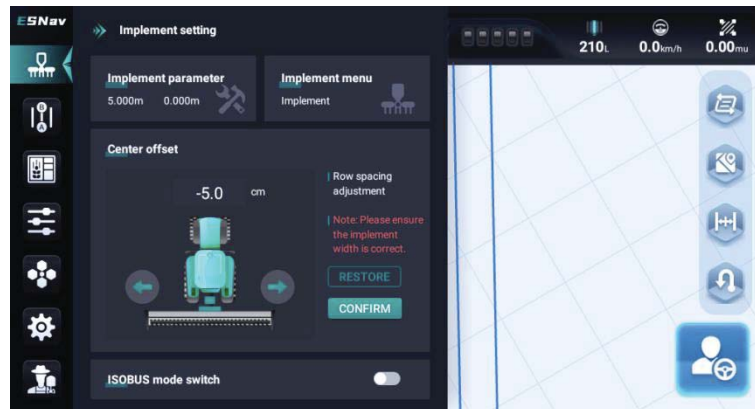 ESNav
Implement setting
210L
0.0km/h
0.00mu
Implement parameter
5.000m 0.000m
Implement menu
Implement
Center offset
-5.0 cm
Row spacing
adjustment
Note: Please ensure
the implement
width is correct.
RESTORE
CONFIRM
ISOBUS mode switch